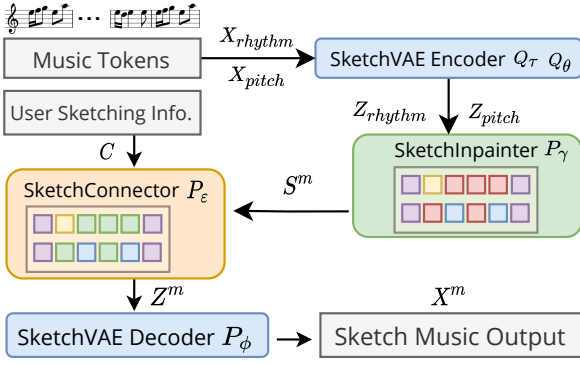 Music Tokens
X_rhythm
X_pitch
SketchVAE Encoder Q_τ Q_θ
User Sketching Info.
Z_rhythm
Z_pitch
C
SketchInpainter P_γ
SketchConnector P_ε
S^m
Z^m
X^m
SketchVAE Decoder P_ϕ
Sketch Music Output